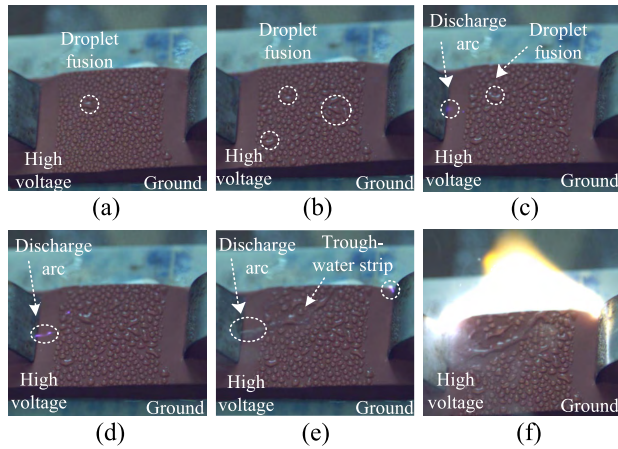 Droplet
fusion
High
voltage
Ground
(a)
Droplet
fusion
High
voltage
Ground
(b)
Discharge
arc
Droplet
fusion
High
voltage
Ground
(c)
Discharge
arc
High
voltage
Ground
(d)
Discharge
arc
Trough-
water strip
High
voltage
Ground
(e)
High
voltage
Ground
(f)